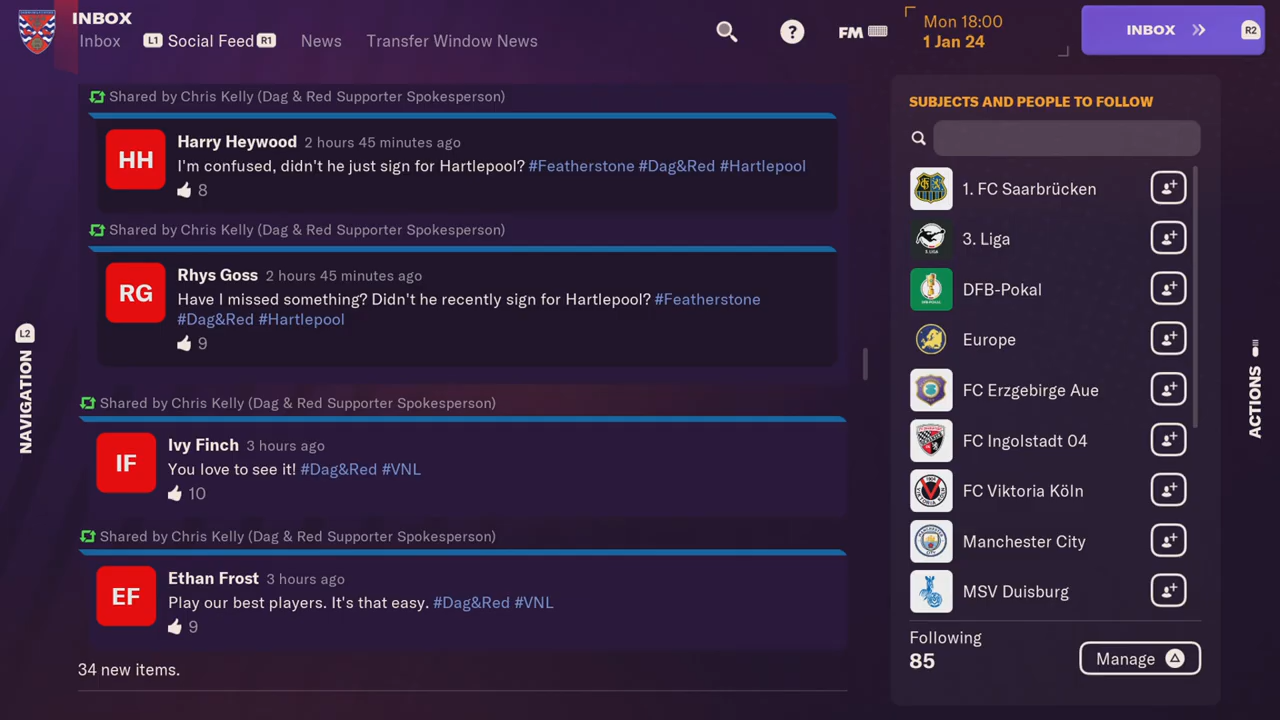 INBOX
Inbox L1 Social Feed R1 News Transfer Window News
FM
Mon 18:00
1 Jan 24
INBOX R2
Shared by Chris Kelly (Dag & Red Supporter Spokesperson)
HH
Harry Heywood 2 hours 45 minutes ago
I'm confused, didn't he just sign for Hartlepool? #Featherstone #Dag&Red #Hartlepool
8
Shared by Chris Kelly (Dag & Red Supporter Spokesperson)
RG
Rhys Goss 2 hours 45 minutes ago
Have I missed something? Didn't he recently sign for Hartlepool? #Featherstone
#Dag&Red #Hartlepool
9
Shared by Chris Kelly (Dag & Red Supporter Spokesperson)
IF
Ivy Finch 3 hours ago
You love to see it! #Dag&Red #VNL
10
Shared by Chris Kelly (Dag & Red Supporter Spokesperson)
EF
Ethan Frost 3 hours ago
Play our best players. It's that easy. #Dag&Red #VNL
9
34 new items.
L2
NAVIGATION
SUBJECTS AND PEOPLE TO FOLLOW
1. FC Saarbrücken
3. Liga
DFB-Pokal
Europe
FC Erzgebirge Aue
FC Ingolstadt 04
FC Viktoria Köln
Manchester City
MSV Duisburg
Following
85
Manage
ACTIONS